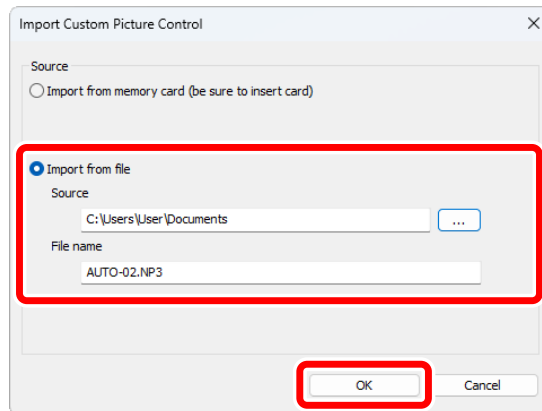 Import Custom Picture Control
Source
Import from memory card (be sure to insert card)
Import from file
Source
C:\Users\User\Documents
...
File name
AUTO-02.NP3
OK
Cancel